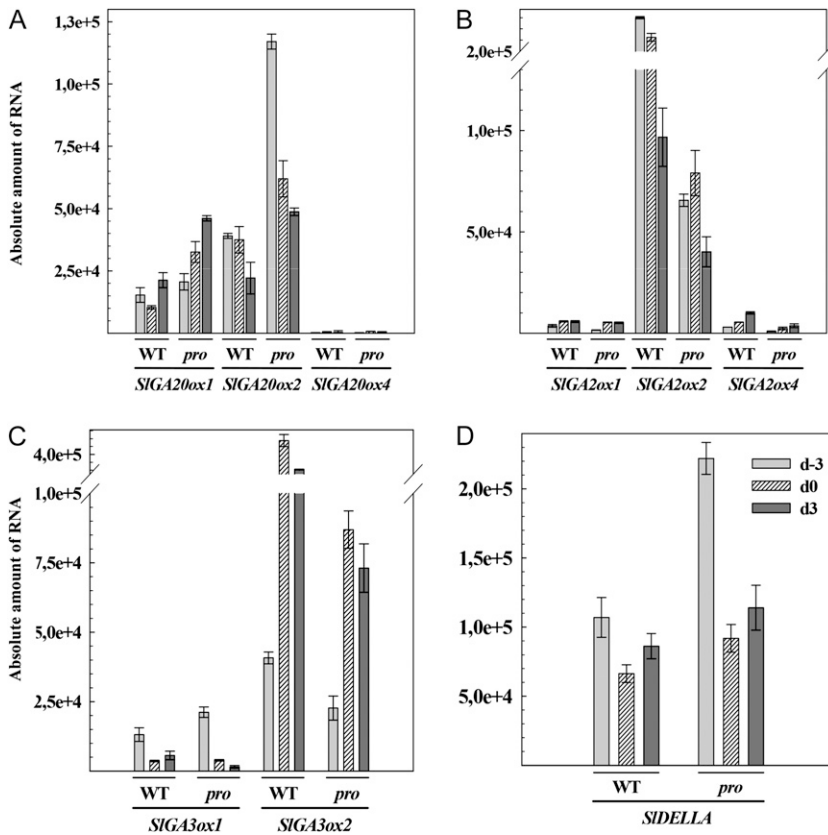 A
Absolute amount of RNA
1,3e+5
1,0e+5
7,5e+4
5,0e+4
2,5e+4
WT pro WT pro WT pro
SlGA20ox1 SlGA20ox2 SlGA20ox4
B
2,0e+5
1,0e+5
5,0e+4
WT pro WT pro WT pro
SlGA2ox1 SlGA2ox2 SlGA2ox4
C
Absolute amount of RNA
4,0e+5
1,0e+5
7,5e+4
5,0e+4
2,5e+4
WT pro WT pro
SlGA3ox1 SlGA3ox2
D
d-3
d0
d3
2,0e+5
1,5e+5
1,0e+5
5,0e+4
WT pro
SlDELLA